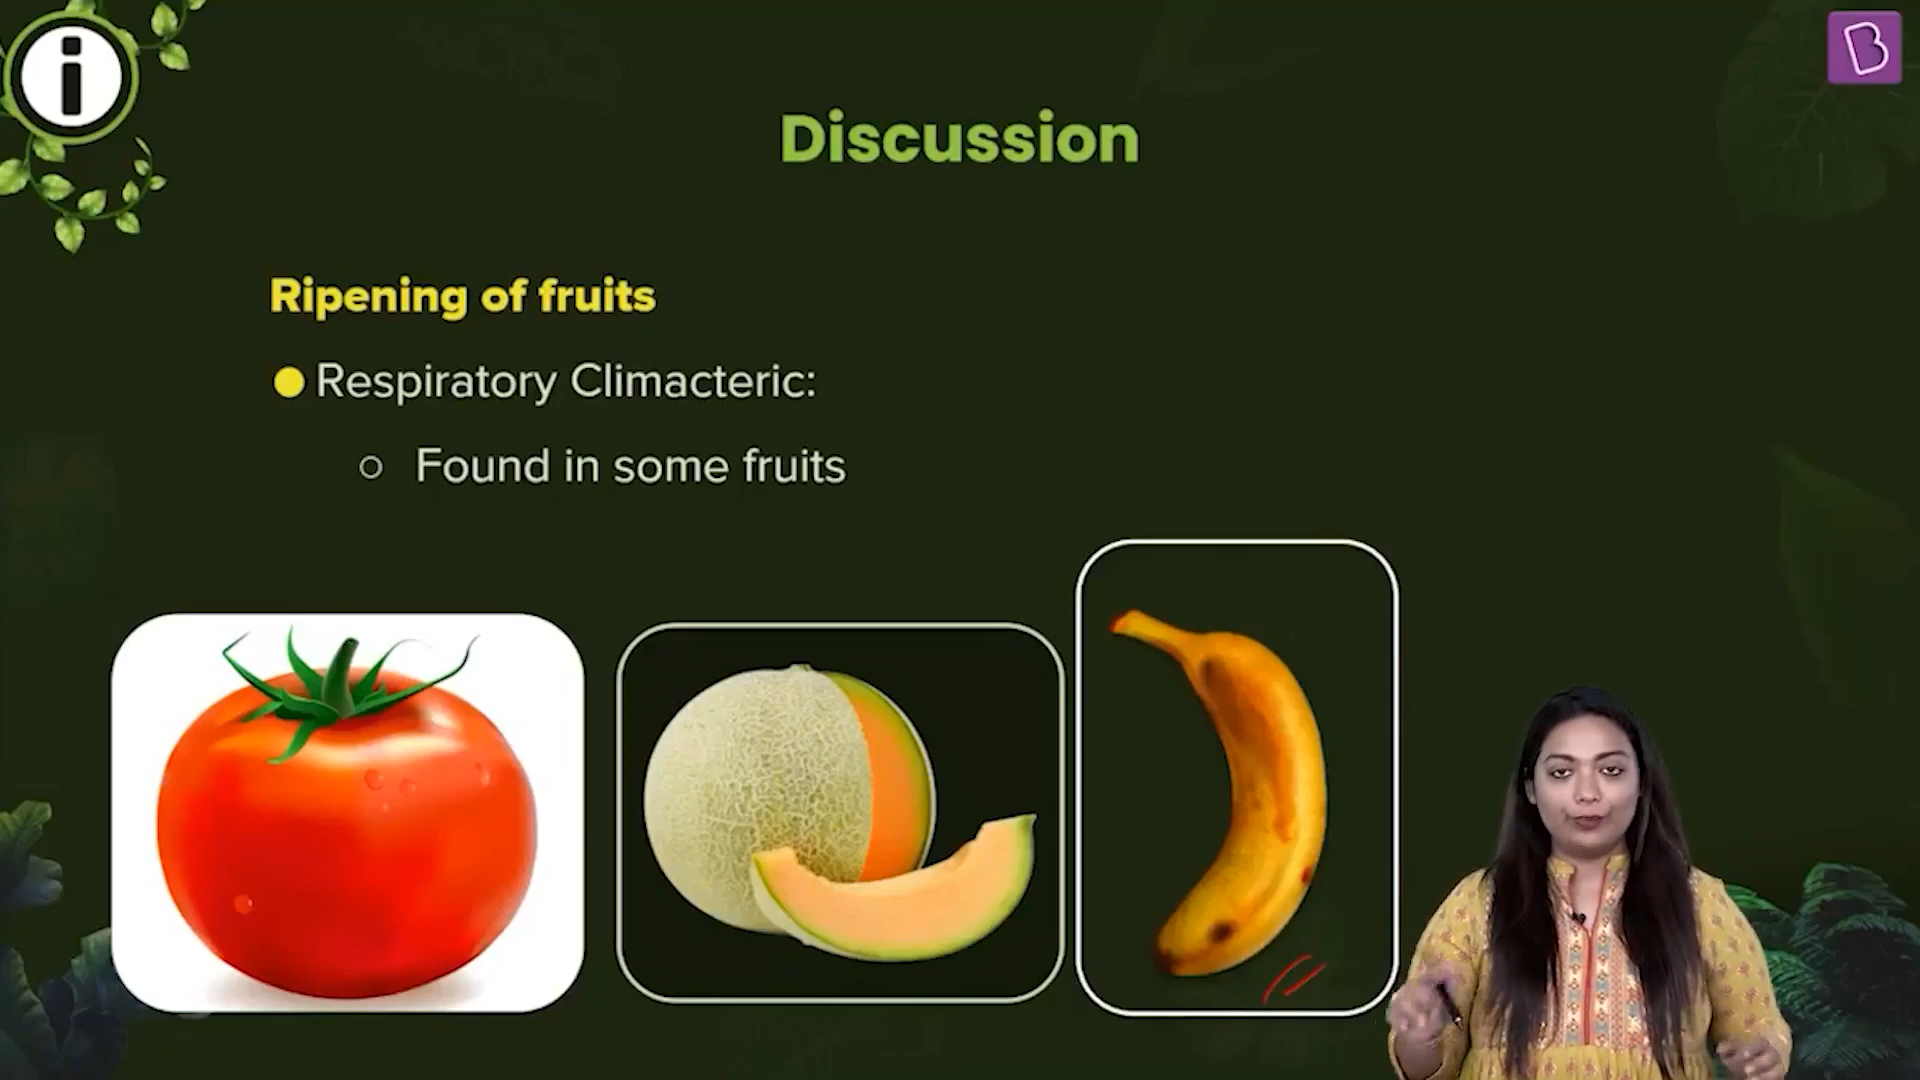 Discussion
Ripening of fruits
Respiratory Climacteric:
Found in some fruits